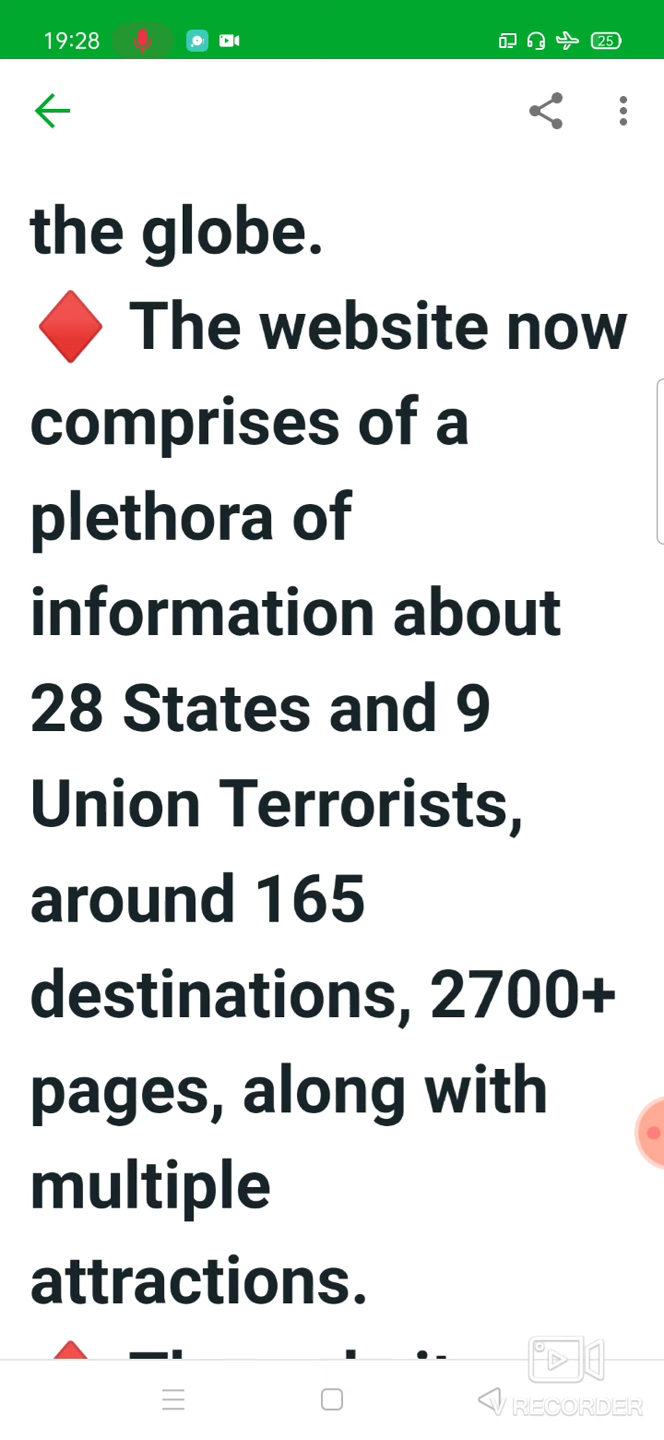 19:28
25
the globe.
The website now
comprises of a
plethora of
information about
28 States and 9
Union Terrorists,
around 165
destinations, 2700+
pages, along with
multiple
attractions.
V RECORDER